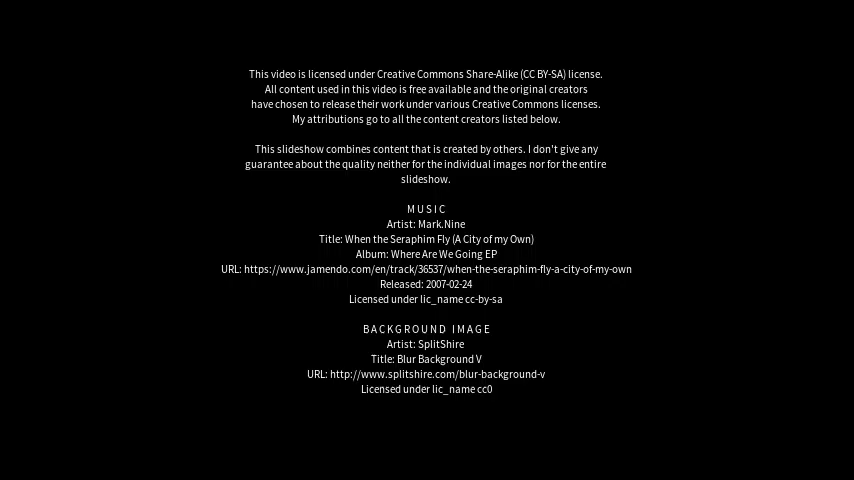 This video is licensed under Creative Commons Share-Alike (CC BY-SA) license.
All content used in this video is free available and the original creators
have chosen to release their work under various Creative Commons licenses.
My attributions go to all the content creators listed below.
This slideshow combines content that is created by others. I don't give any
guarantee about the quality neither for the individual images nor for the entire
slideshow.
MUSIC
Artist: Mark.Nine
Title: When the Seraphim Fly (A City of my Own)
Album: Where Are We Going EP
URL: https://www.jamendo.com/en/track/36537/when-the-seraphim-fly-a-city-of-my-own
Released: 2007-02-24
Licensed under lic_name cc-by-sa
BACKGROUND IMAGE
Artist: SplitShire
Title: Blur Background V
URL: http://www.splitshire.com/blur-background-v
Licensed under lic_name cc0